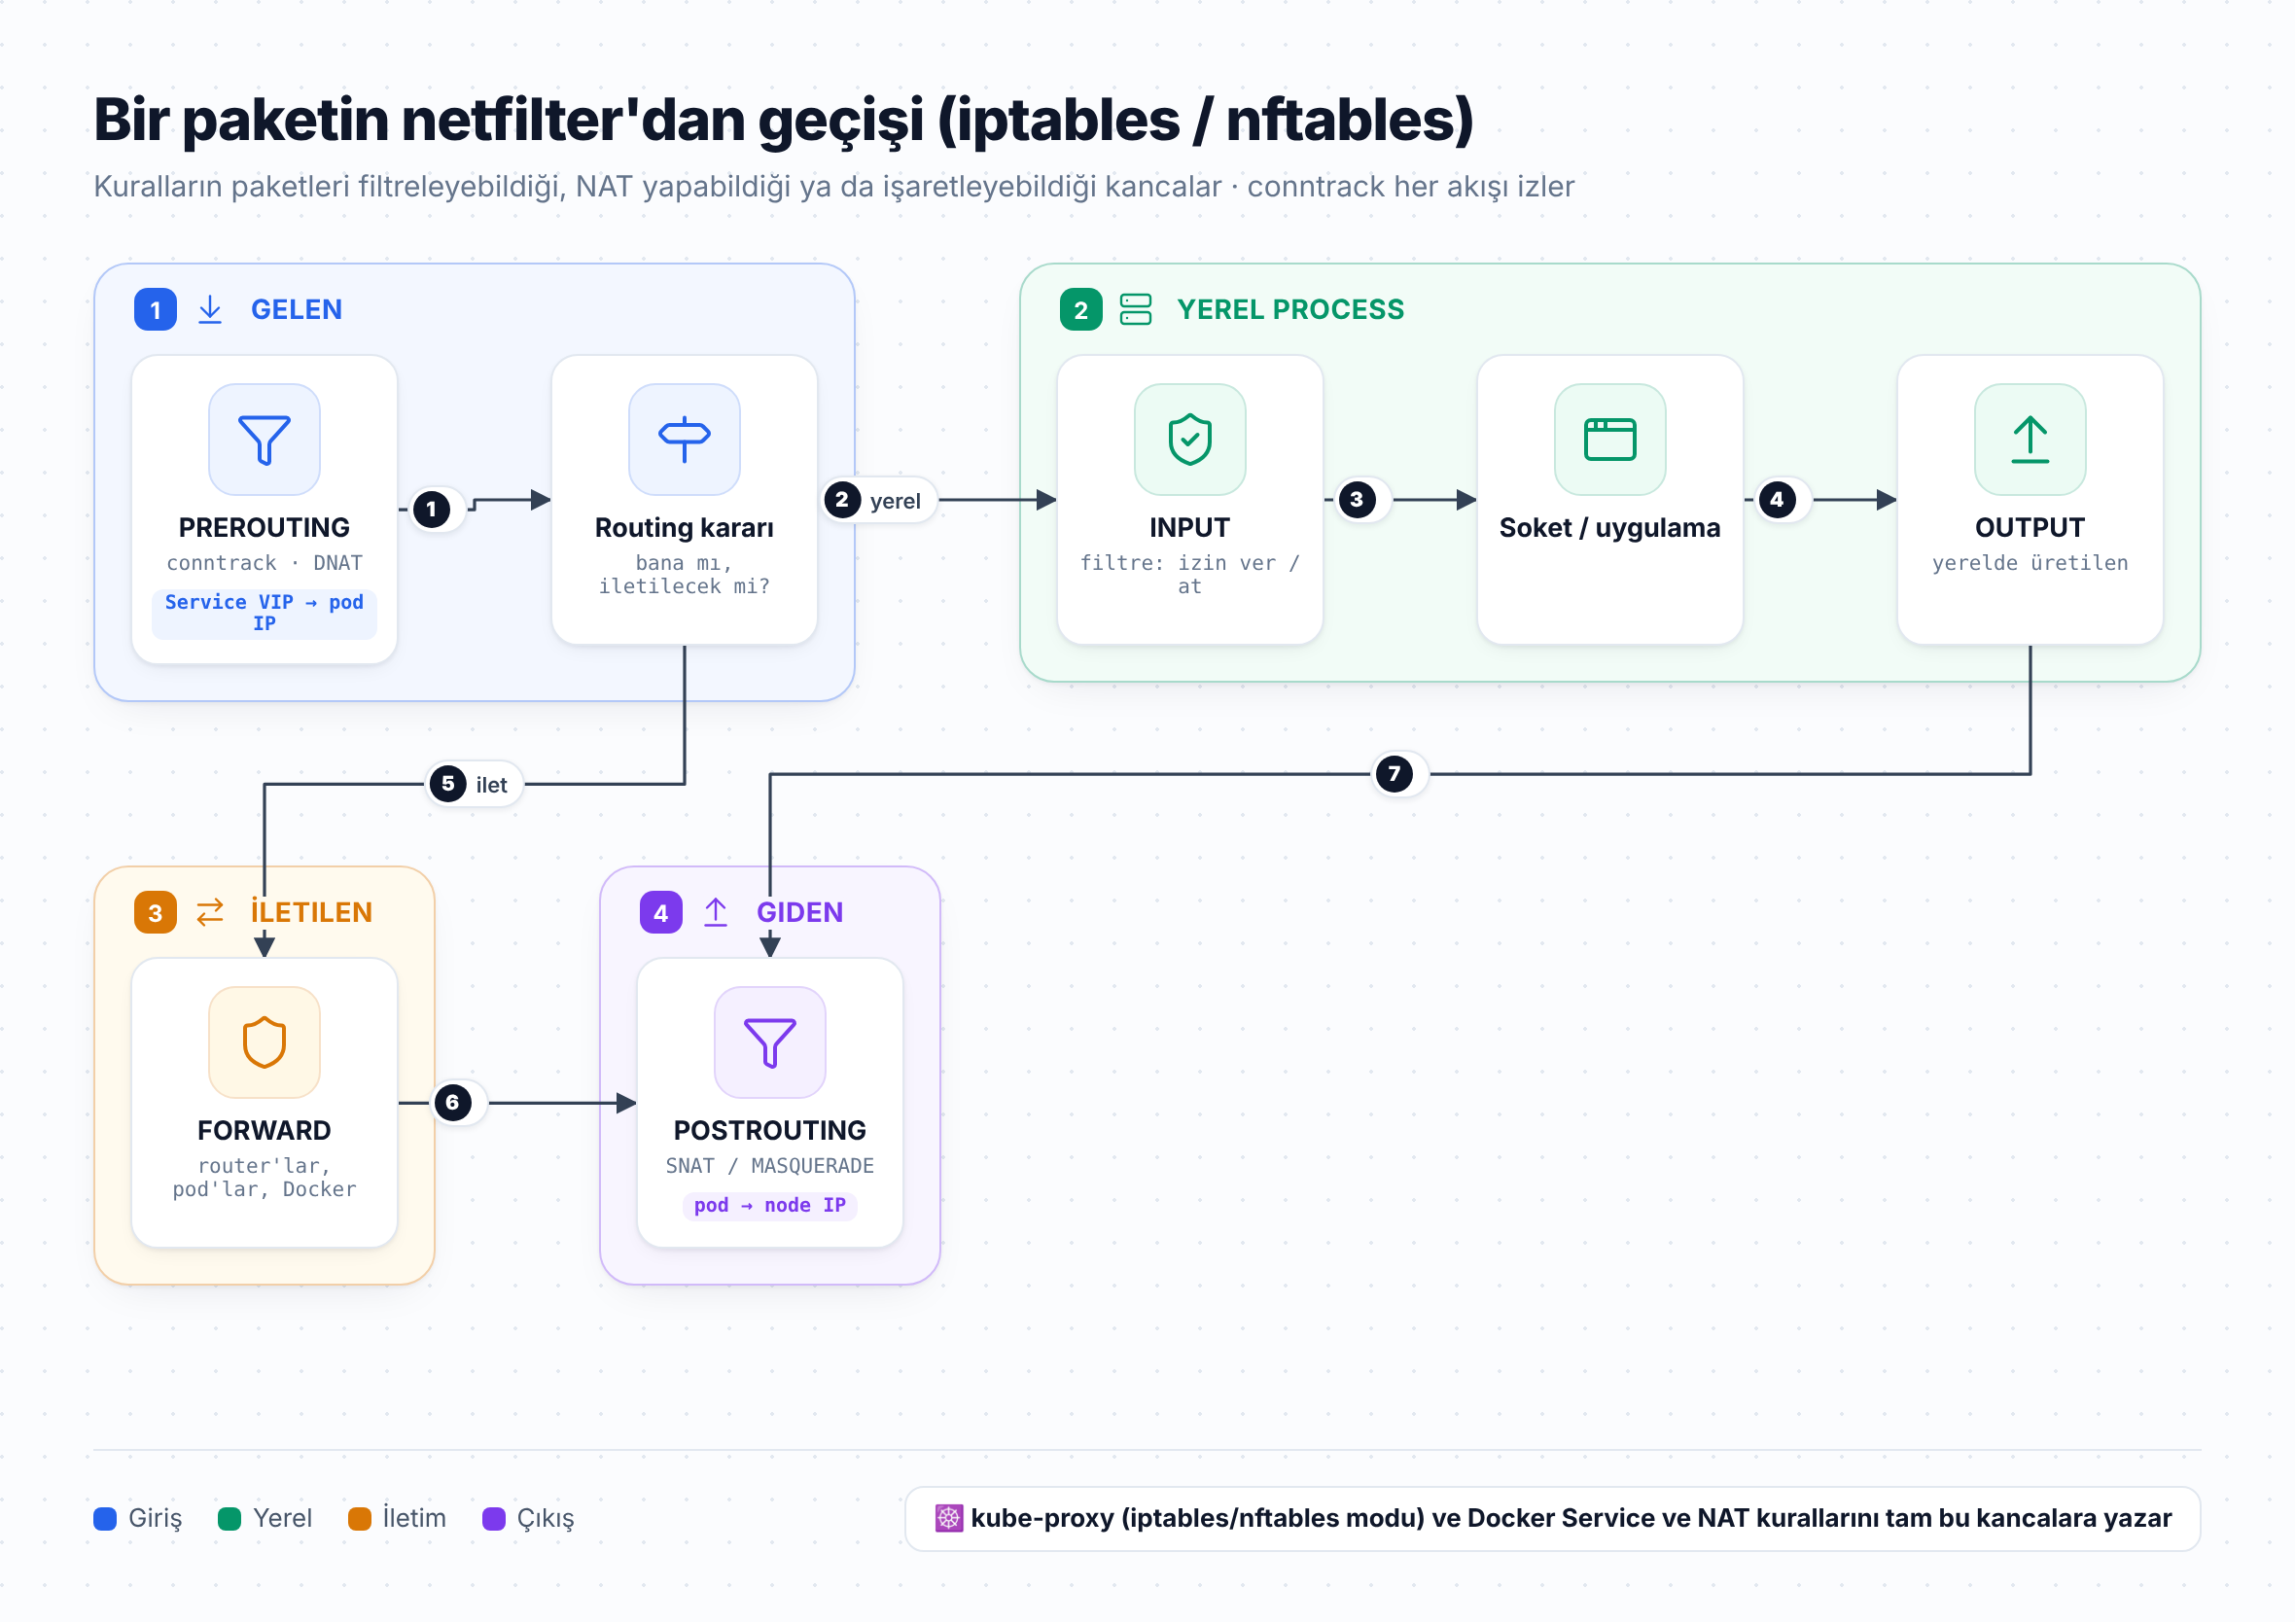 Bir paketin netfilter'dan geçişi (iptables / nftables)
Kuralların paketleri filtreleyebildiği, NAT yapabildiği ya da işaretleyebildiği kancalar · conntrack her akışı izler
1 GELEN
PREROUTING
conntrack · DNAT
Service VIP → pod
IP
1
Routing kararı
bana mı,
iletilecek mi?
2 yerel
2 YEREL PROCESS
INPUT
filtre: izin ver /
at
3
Soket / uygulama
4
OUTPUT
yerelde üretilen
5 ilet
7
3 İLETILEN
FORWARD
router'lar,
pod'lar, Docker
6
4 GIDEN
POSTROUTING
SNAT / MASQUERADE
pod → node IP
Giriş
Yerel
İletim
Çıkış
☸ kube-proxy (iptables/nftables modu) ve Docker Service ve NAT kurallarını tam bu kancalara yazar